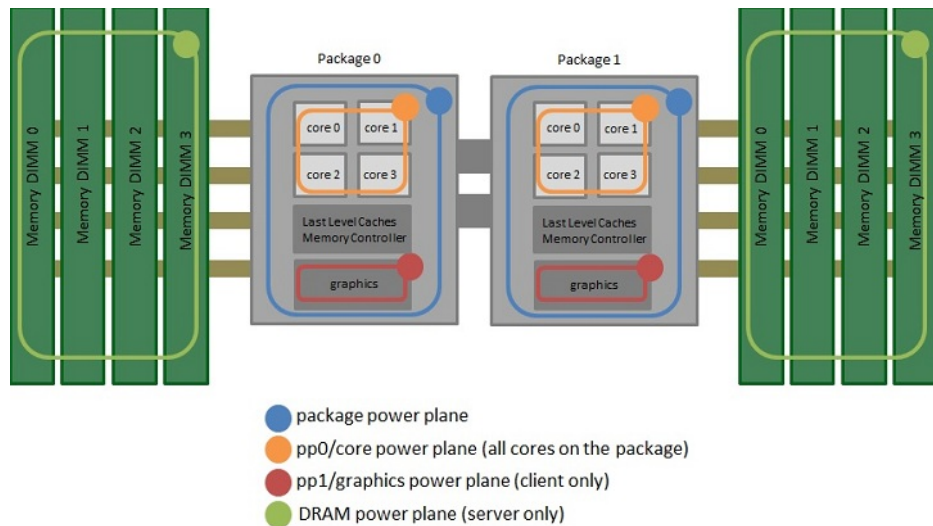 Package 0
Package 1
Memory DIMM 0
Memory DIMM 1
Memory DIMM 2
Memory DIMM 3
core 0
core 1
core 2
core 3
Last Level Caches
Memory Controller
graphics
core 0
core 1
core 2
core 3
Last Level Caches
Memory Controller
graphics
Memory DIMM 0
Memory DIMM 1
Memory DIMM 2
Memory DIMM 3
package power plane
pp0/core power plane (all cores on the package)
pp1/graphics power plane (client only)
DRAM power plane (server only)